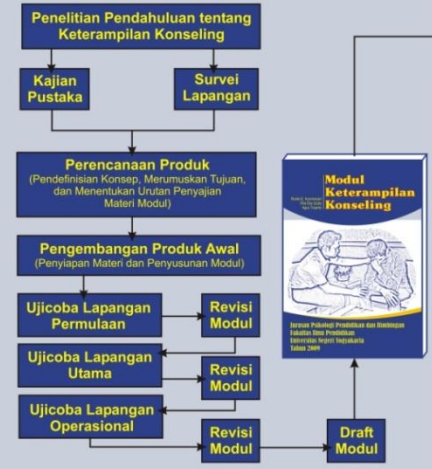 Penelitian Pendahuluan tentang
Keterampilan Konseling
Kajian
Pustaka
Survei
Lapangan
Perencanaan Produk
(Pendefinisian Konsep, Merumuskan Tujuan,
dan Menentukan Urutan Penyajian
Materi Modul)
Pengembangan Produk Awal
(Penyiapan Materi dan Penyusunan Modul)
Ujicoba Lapangan
Permulaan
Revisi
Modul
Ujicoba Lapangan
Utama
Revisi
Modul
Ujicoba Lapangan
Operasional
Revisi
Modul
Draft
Modul
Modul
Keterampilan
Konseling
Jurusan Psikologi Pendidikan dan Bimbingan
Fakultas Ilmu Pendidikan
Universitas Negeri Yogyakarta
Tahun 2009